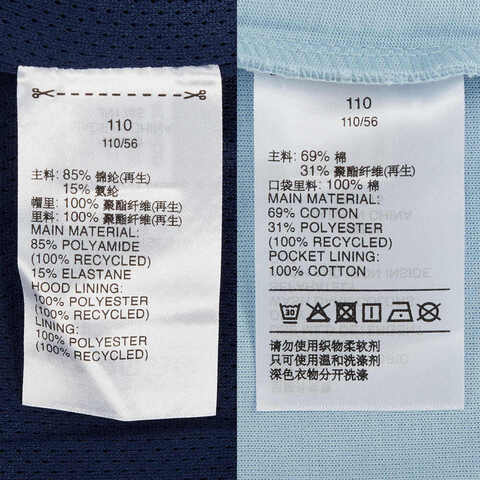 110
110/56
主料: 85% 锦纶(再生)
15% 氨纶
帽里: 100% 聚酯纤维(再生)
里料: 100% 聚酯纤维(再生)
MAIN MATERIAL:
85% POLYAMIDE
(100% RECYCLED)
15% ELASTANE
HOOD LINING:
100% POLYESTER
(100% RECYCLED)
LINING:
100% POLYESTER
(100% RECYCLED)
110
110/56
主料: 69% 棉
31% 聚酯纤维(再生)
口袋里料: 100% 棉
MAIN MATERIAL:
69% COTTON
31% POLYESTER
(100% RECYCLED)
POCKET LINING:
100% COTTON
30
请勿使用织物柔软剂
只可使用温和洗涤剂
深色衣物分开洗涤